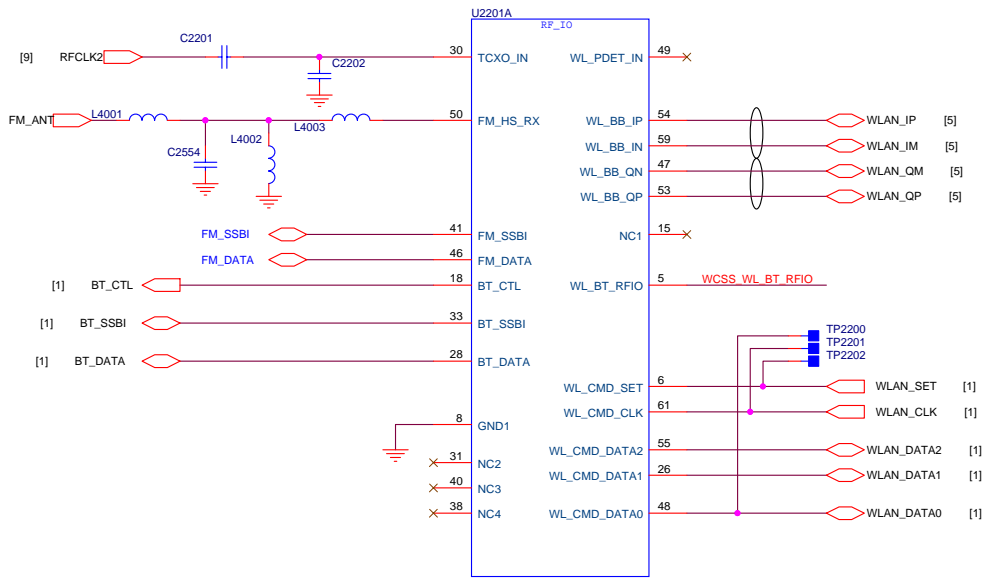 U2201A
RF_IO
[9] RFCLK2
C2201
C2202
30 TCXO_IN
WL_PDET_IN 49
FM_ANT
L4001
L4002
L4003
C2554
50 FM_HS_RX
WL_BB_IP 54 WLAN_IP [5]
WL_BB_IN 59 WLAN_IM [5]
WL_BB_QN 47 WLAN_QM [5]
WL_BB_QP 53 WLAN_QP [5]
FM_SSBI 41 FM_SSBI
NC1 15
FM_DATA 46 FM_DATA
[1] BT_CTL 18 BT_CTL
WL_BT_RFIO 5 WCSS_WL_BT_RFIO
[1] BT_SSBI 33 BT_SSBI
TP2200
TP2201
TP2202
[1] BT_DATA 28 BT_DATA
WL_CMD_SET 6 WLAN_SET [1]
WL_CMD_CLK 61 WLAN_CLK [1]
8 GND1
WL_CMD_DATA2 55 WLAN_DATA2 [1]
31 NC2
WL_CMD_DATA1 26 WLAN_DATA1 [1]
40 NC3
38 NC4
WL_CMD_DATA0 48 WLAN_DATA0 [1]